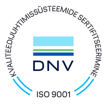 KVALITEEDIJUHTIMISSÜSTEEMIDE SERTIFITSEERIMINE
DNV
ISO 9001